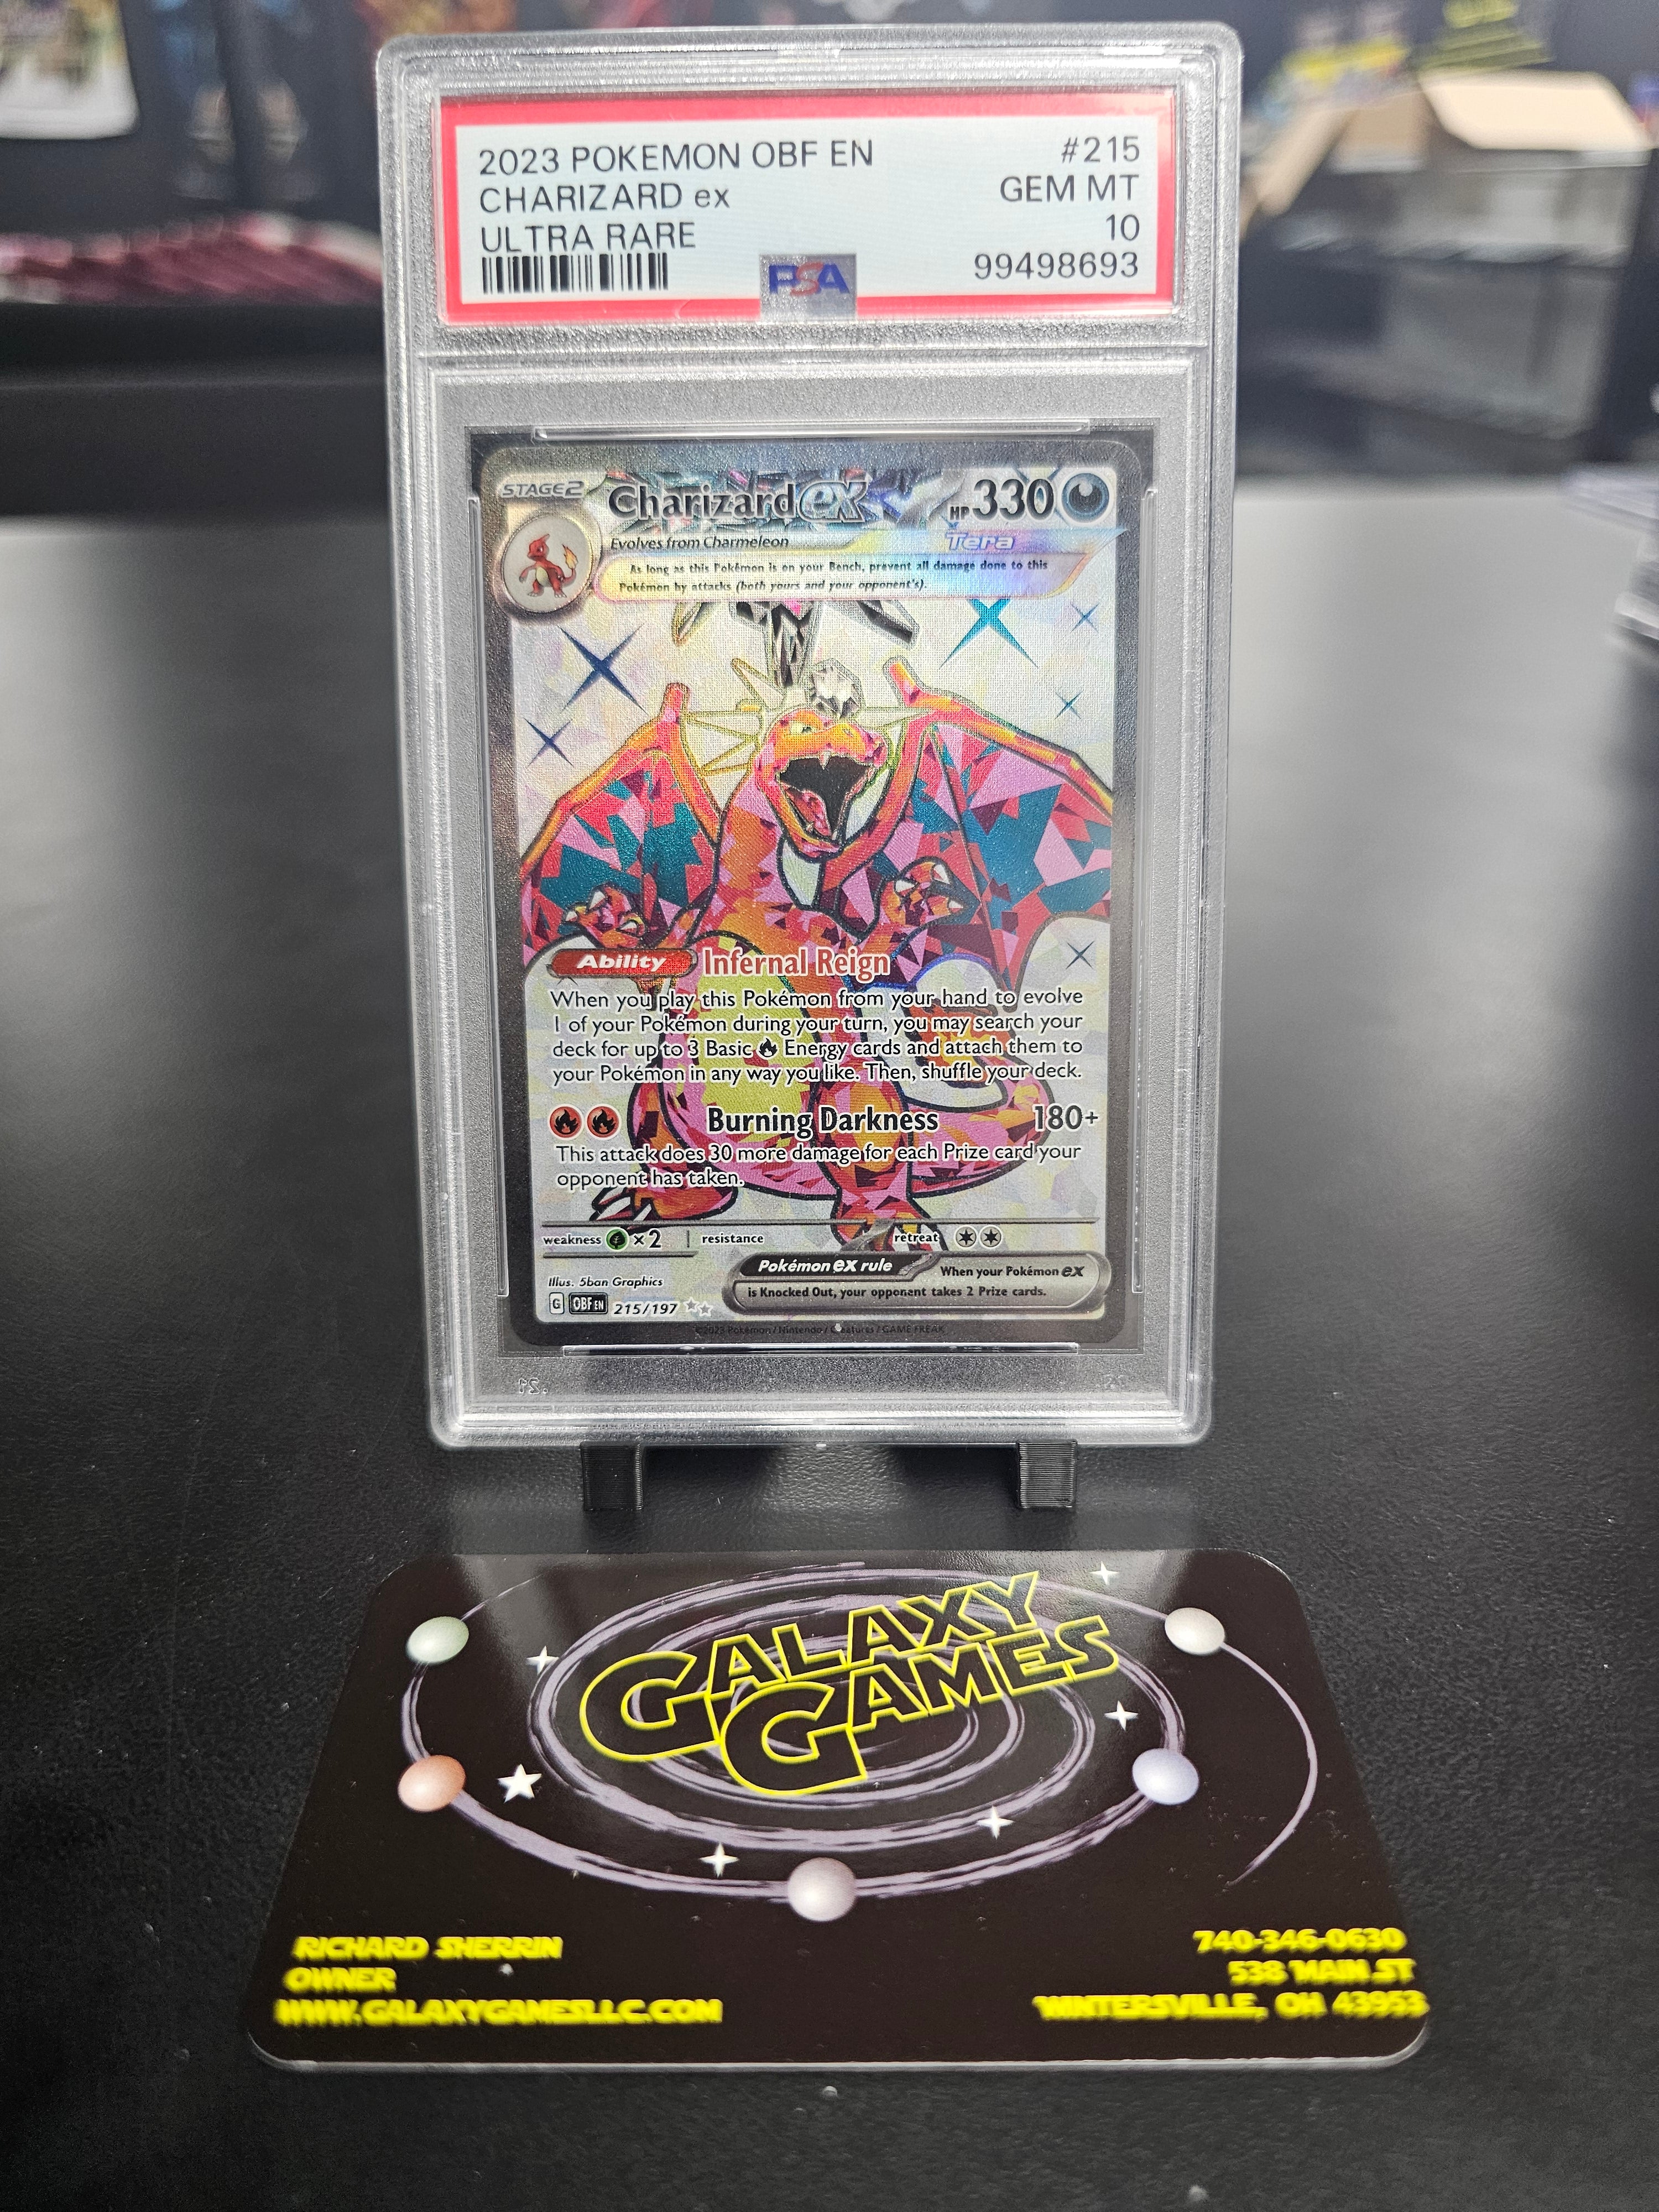 2023 POKEMON OBF EN #215
CHARIZARD ex GEM MT
ULTRA RARE 10
99498693
PSA
STAGE2 Charizard ex HP 330
Evolves from Charmeleon Tera
As long as this Pokémon is on your Bench, prevent all damage done to this
Pokémon by attacks (both yours and your opponent's).
Ability Infernal Reign
When you play this Pokémon from your hand to evolve
1 of your Pokémon during your turn, you may search your
deck for up to 3 Basic Energy cards and attach them to
your Pokémon in any way you like. Then, shuffle your deck.
Burning Darkness 180+
This attack does 30 more damage for each Prize card your
opponent has taken.
weakness ×2 resistance retreat
Pokémon ex rule When your Pokémon ex
is Knocked Out, your opponent takes 2 Prize cards.
Illus. 5ban Graphics
G OBF EN 215/197
©2023 Pokémon / Nintendo / Creatures / GAME FREAK
GALAXY
GAMES
RICHARD SHERRIN
OWNER
WWW.GALAXYGAMESLLC.COM
740-346-0630
538 MAIN ST
WINTERSVILLE, OH 43953